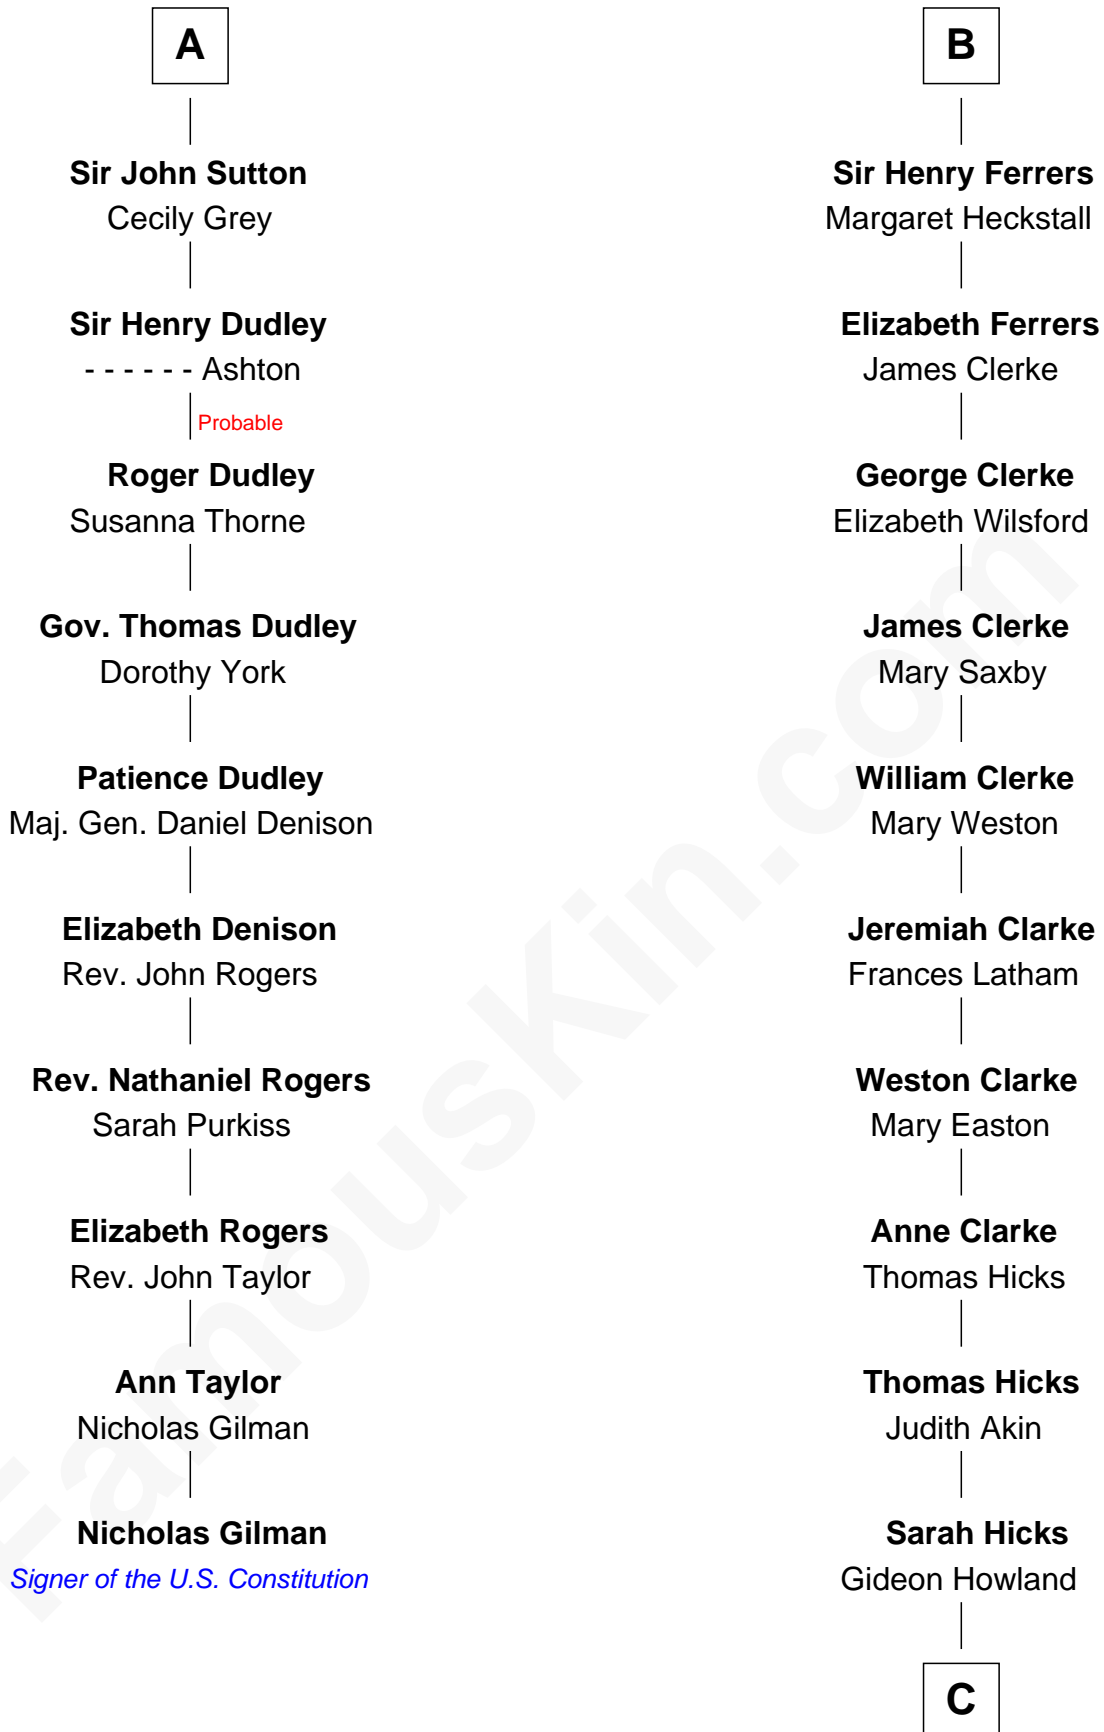 A
Sir John Sutton
Cecily Grey
Sir Henry Dudley
- - - - - - Ashton
Probable
Roger Dudley
Susanna Thorne
Gov. Thomas Dudley
Dorothy York
Patience Dudley
Maj. Gen. Daniel Denison
Elizabeth Denison
Rev. John Rogers
Rev. Nathaniel Rogers
Sarah Purkiss
Elizabeth Rogers
Rev. John Taylor
Ann Taylor
Nicholas Gilman
Nicholas Gilman
Signer of the U.S. Constitution
B
Sir Henry Ferrers
Margaret Heckstall
Elizabeth Ferrers
James Clerke
George Clerke
Elizabeth Wilsford
James Clerke
Mary Saxby
William Clerke
Mary Weston
Jeremiah Clarke
Frances Latham
Weston Clarke
Mary Easton
Anne Clarke
Thomas Hicks
Thomas Hicks
Judith Akin
Sarah Hicks
Gideon Howland
C
FamousKin.com